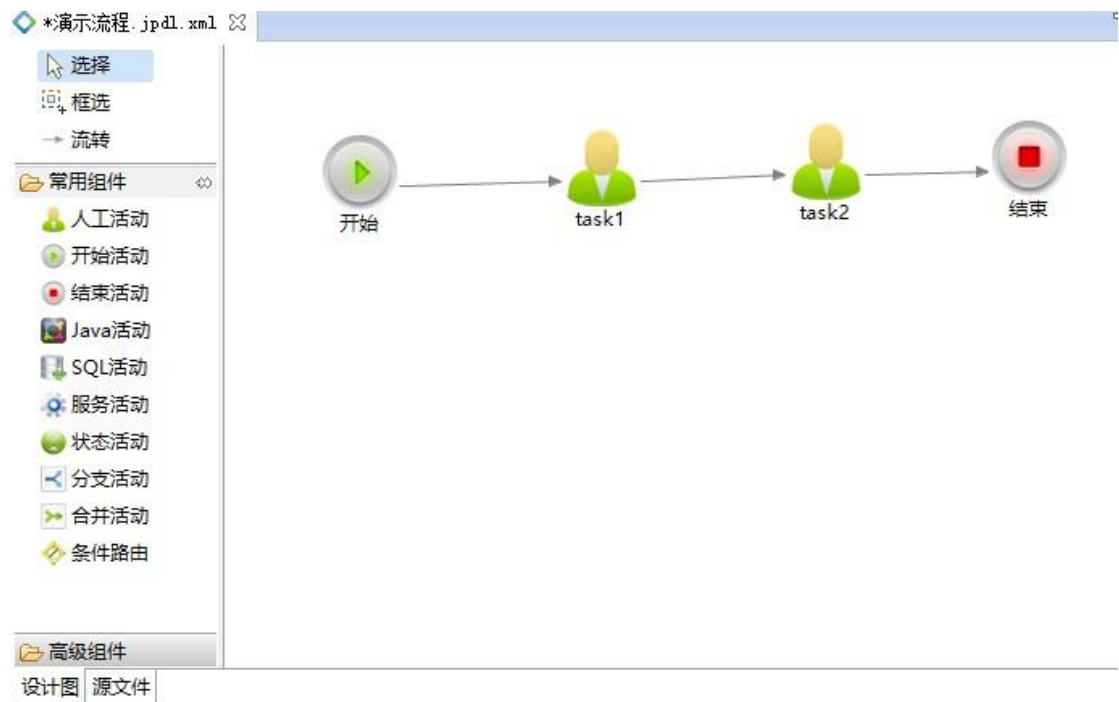 *演示流程.jpdl.xml
选择
框选
流转
常用组件
人工活动
开始活动
结束活动
Java活动
SQL活动
服务活动
状态活动
分支活动
合并活动
条件路由
高级组件
设计图 源文件
开始
task1
task2
结束